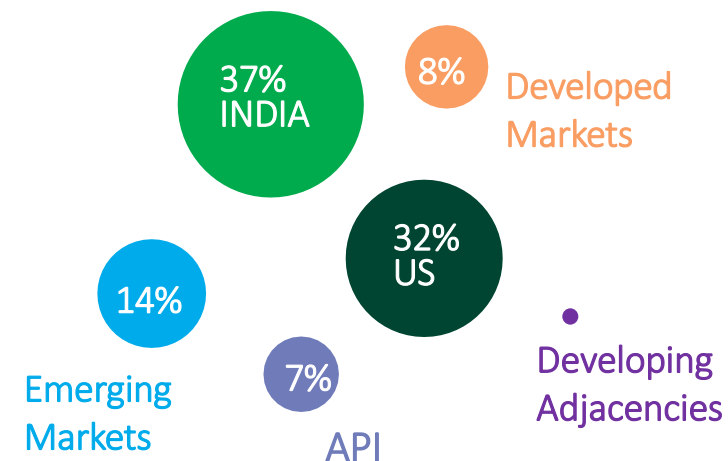 37%
INDIA
8%
Developed
Markets
32%
US
14%
Emerging
Markets
7%
API
Developing
Adjacencies